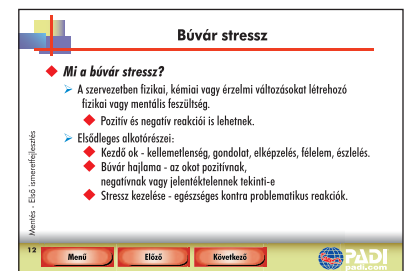 Búvár stressz
Mi a búvár stressz?
A szervezetben fizikai, kémiai vagy érzelmi változásokat létrehozó
fizikai vagy mentális feszültség.
Pozitív és negatív reakciói is lehetnek.
Elsődleges alkotórészei:
Kezdő ok - kellemetlenség, gondolat, elképzelés, félelem, észlelés.
Búvár hajlama - az okot pozitívnak,
negatívnak vagy jelentéktelennek tekinti-e
Stressz kezelése - egészséges kontra problematikus reakciók.
Mentés - Első ismeretfejlesztés
12
Menű
Előző
Következő
PADI
padi.com